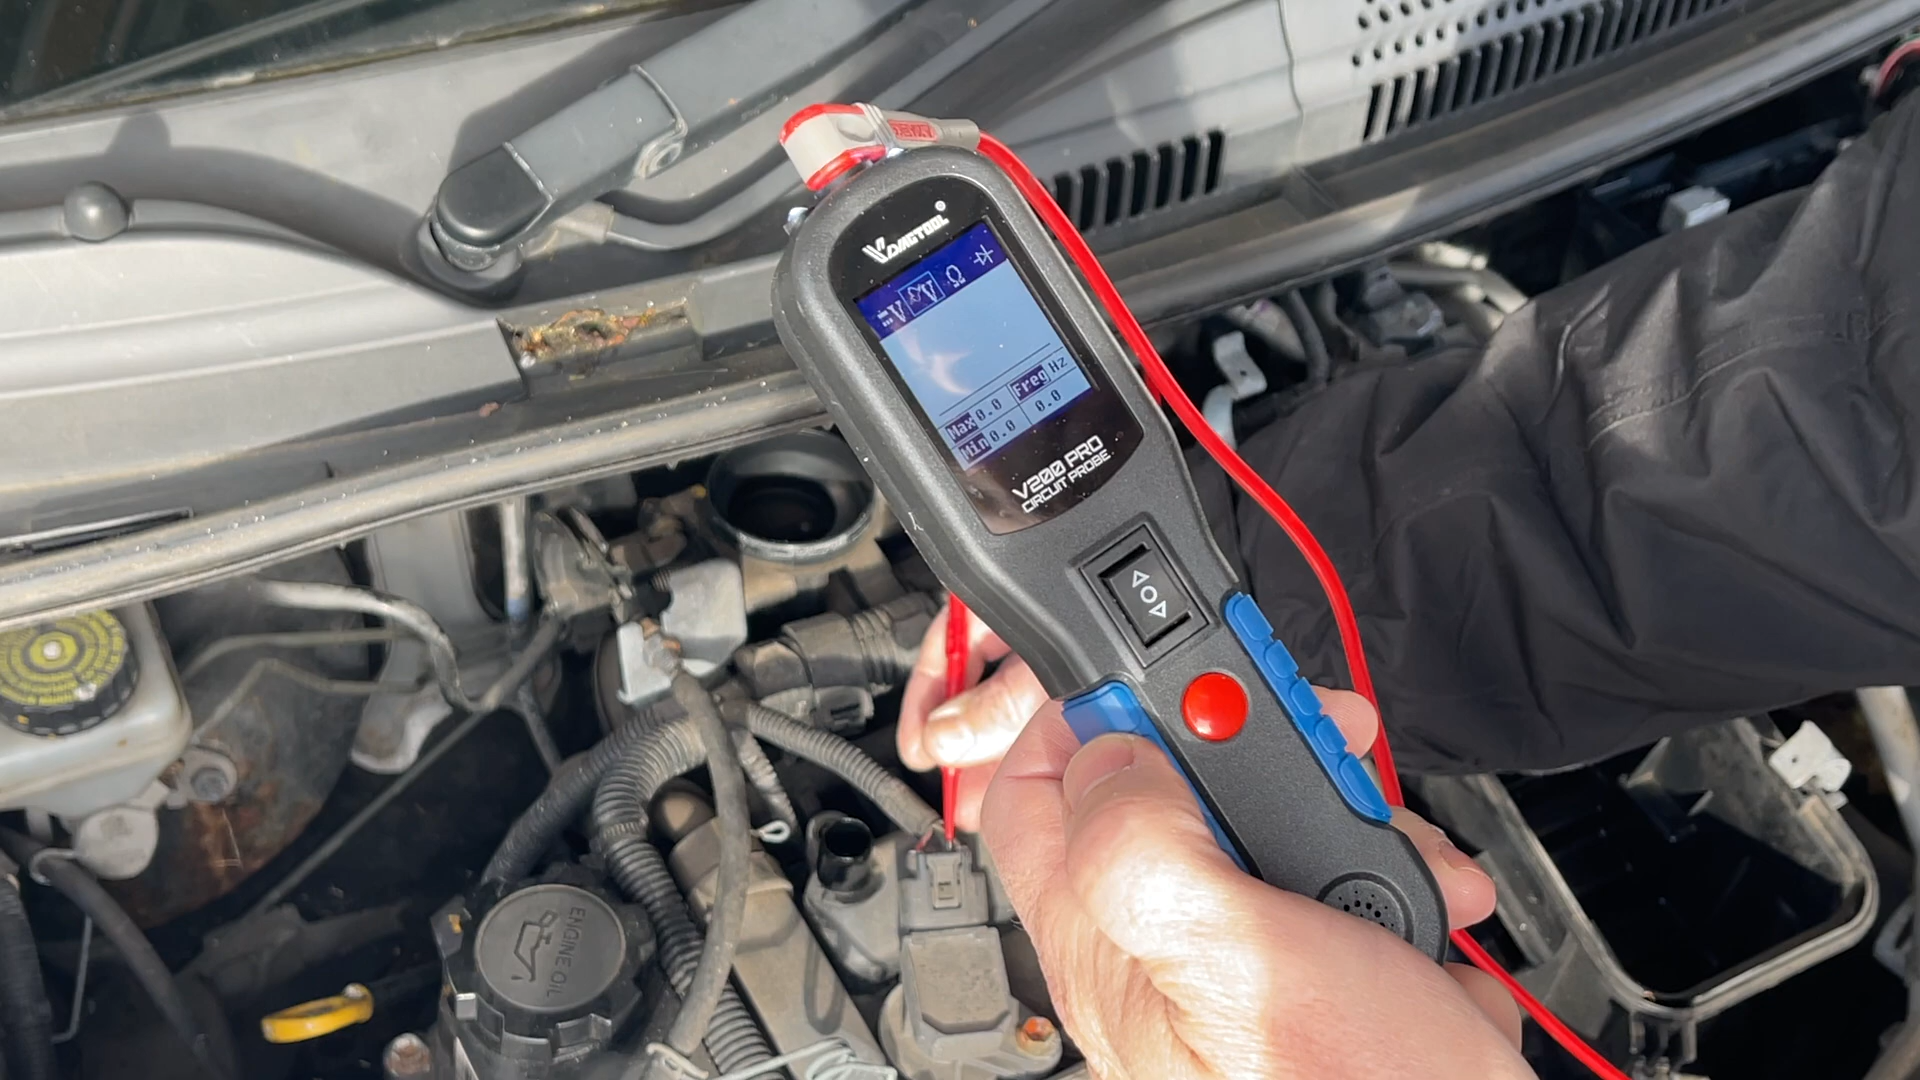 VDIAGTOOL®
V Ω
Freq Hz
Max 0.0 0.0
Min 0.0
V200 PRO
CIRCUIT PROBE
ENGINE OIL